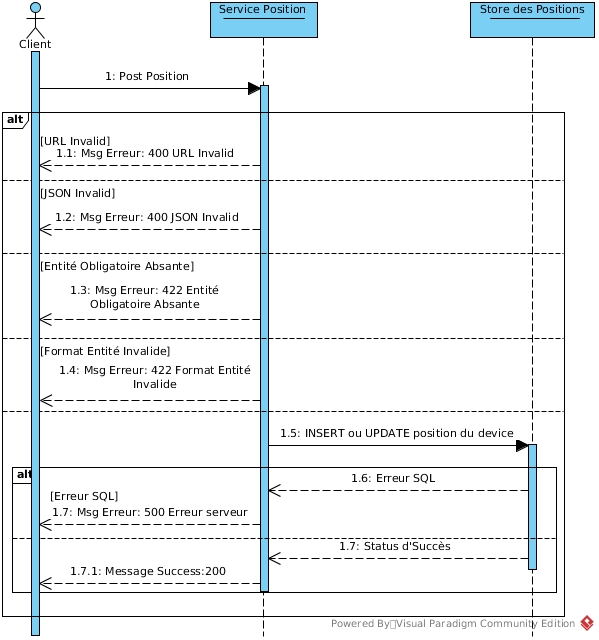 Service Position
Store des Positions
Client
1: Post Position
alt
[URL Invalid]
1.1: Msg Erreur: 400 URL Invalid
[JSON Invalid]
1.2: Msg Erreur: 400 JSON Invalid
[Entité Obligatoire Absante]
1.3: Msg Erreur: 422 Entité
Obligatoire Absante
[Format Entité Invalide]
1.4: Msg Erreur: 422 Format Entité
Invalide
1.5: INSERT ou UPDATE position du device
alt
1.6: Erreur SQL
[Erreur SQL]
1.7: Msg Erreur: 500 Erreur serveur
1.7: Status d'Succès
1.7.1: Message Success:200
Powered By Visual Paradigm Community Edition